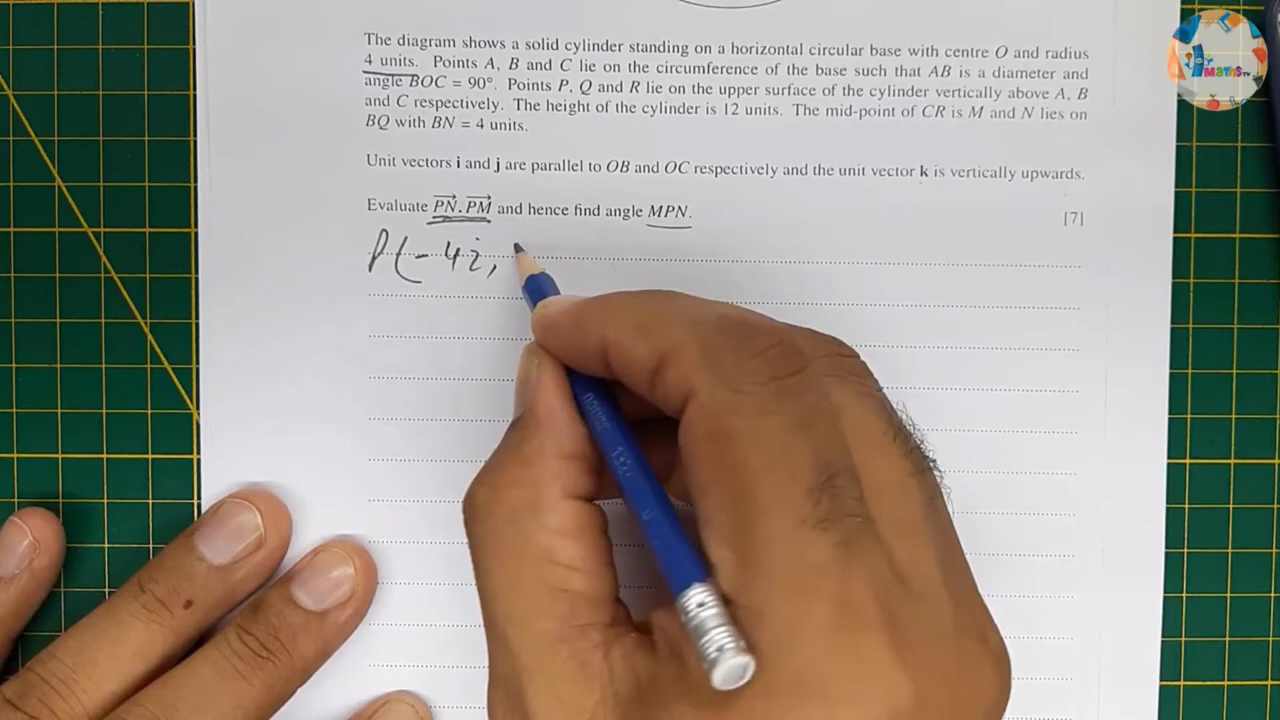 The diagram shows a solid cylinder standing on a horizontal circular base with centre O and radius
4 units. Points A, B and C lie on the circumference of the base such that AB is a diameter and
angle BOC = 90°. Points P, Q and R lie on the upper surface of the cylinder vertically above A, B
and C respectively. The height of the cylinder is 12 units. The mid-point of CR is M and N lies on
BQ with BN = 4 units.
Unit vectors i and j are parallel to OB and OC respectively and the unit vector k is vertically upwards.
Evaluate PN⃗.PM⃗ and hence find angle MPN.
[7]
P(-4i,